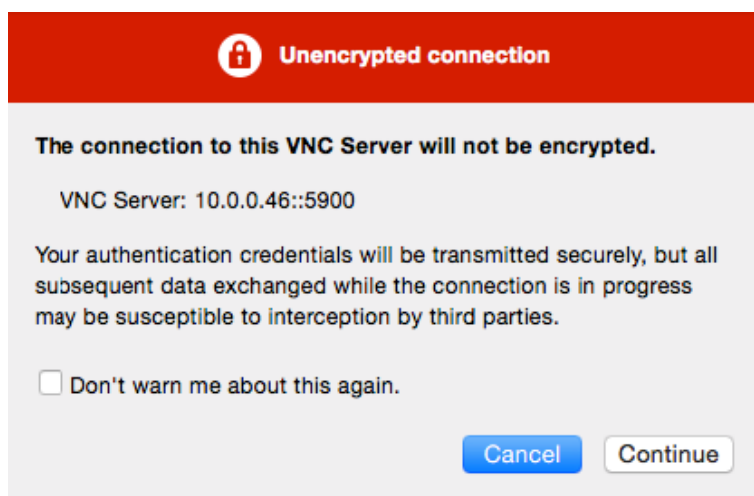 Unencrypted connection
The connection to this VNC Server will not be encrypted.
VNC Server: 10.0.0.46::5900
Your authentication credentials will be transmitted securely, but all
subsequent data exchanged while the connection is in progress
may be susceptible to interception by third parties.
Don't warn me about this again.
Cancel Continue